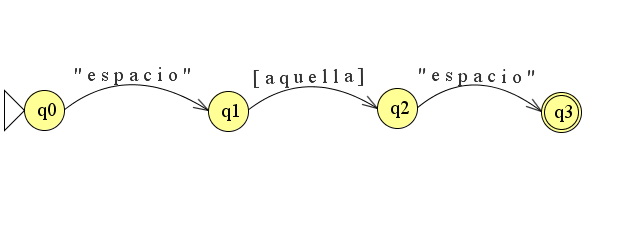 "espacio" [aquella] "espacio"
q0 q1 q2 q3